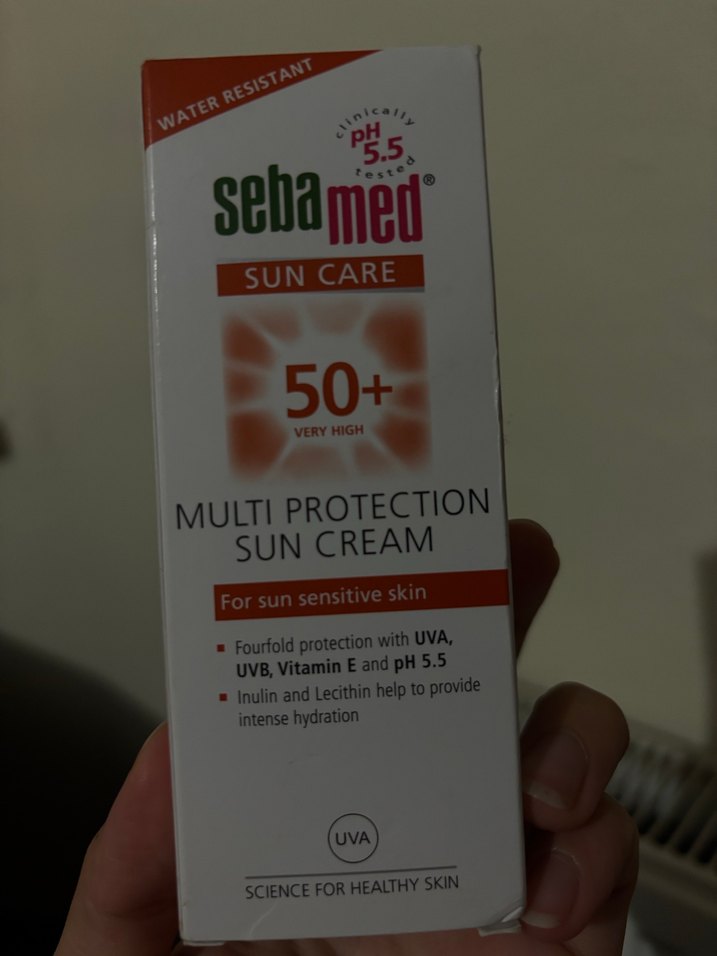 WATER RESISTANT
clinically
pH
5.5
tested
sebamed®
SUN CARE
50+
VERY HIGH
MULTI PROTECTION
SUN CREAM
For sun sensitive skin
▪ Fourfold protection with UVA,
UVB, Vitamin E and pH 5.5
▪ Inulin and Lecithin help to provide
intense hydration
UVA
SCIENCE FOR HEALTHY SKIN